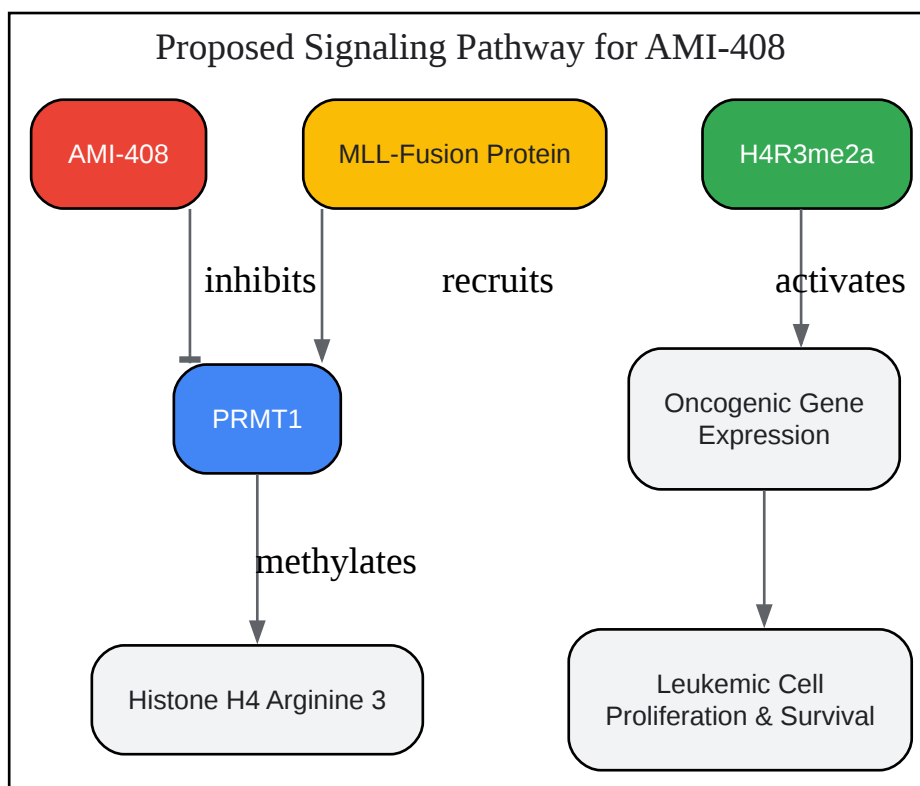 Proposed Signaling Pathway for AMI-408
AMI-408
MLL-Fusion Protein
H4R3me2a
inhibits
recruits
activates
PRMT1
Oncogenic Gene
Expression
methylates
Histone H4 Arginine 3
Leukemic Cell
Proliferation & Survival